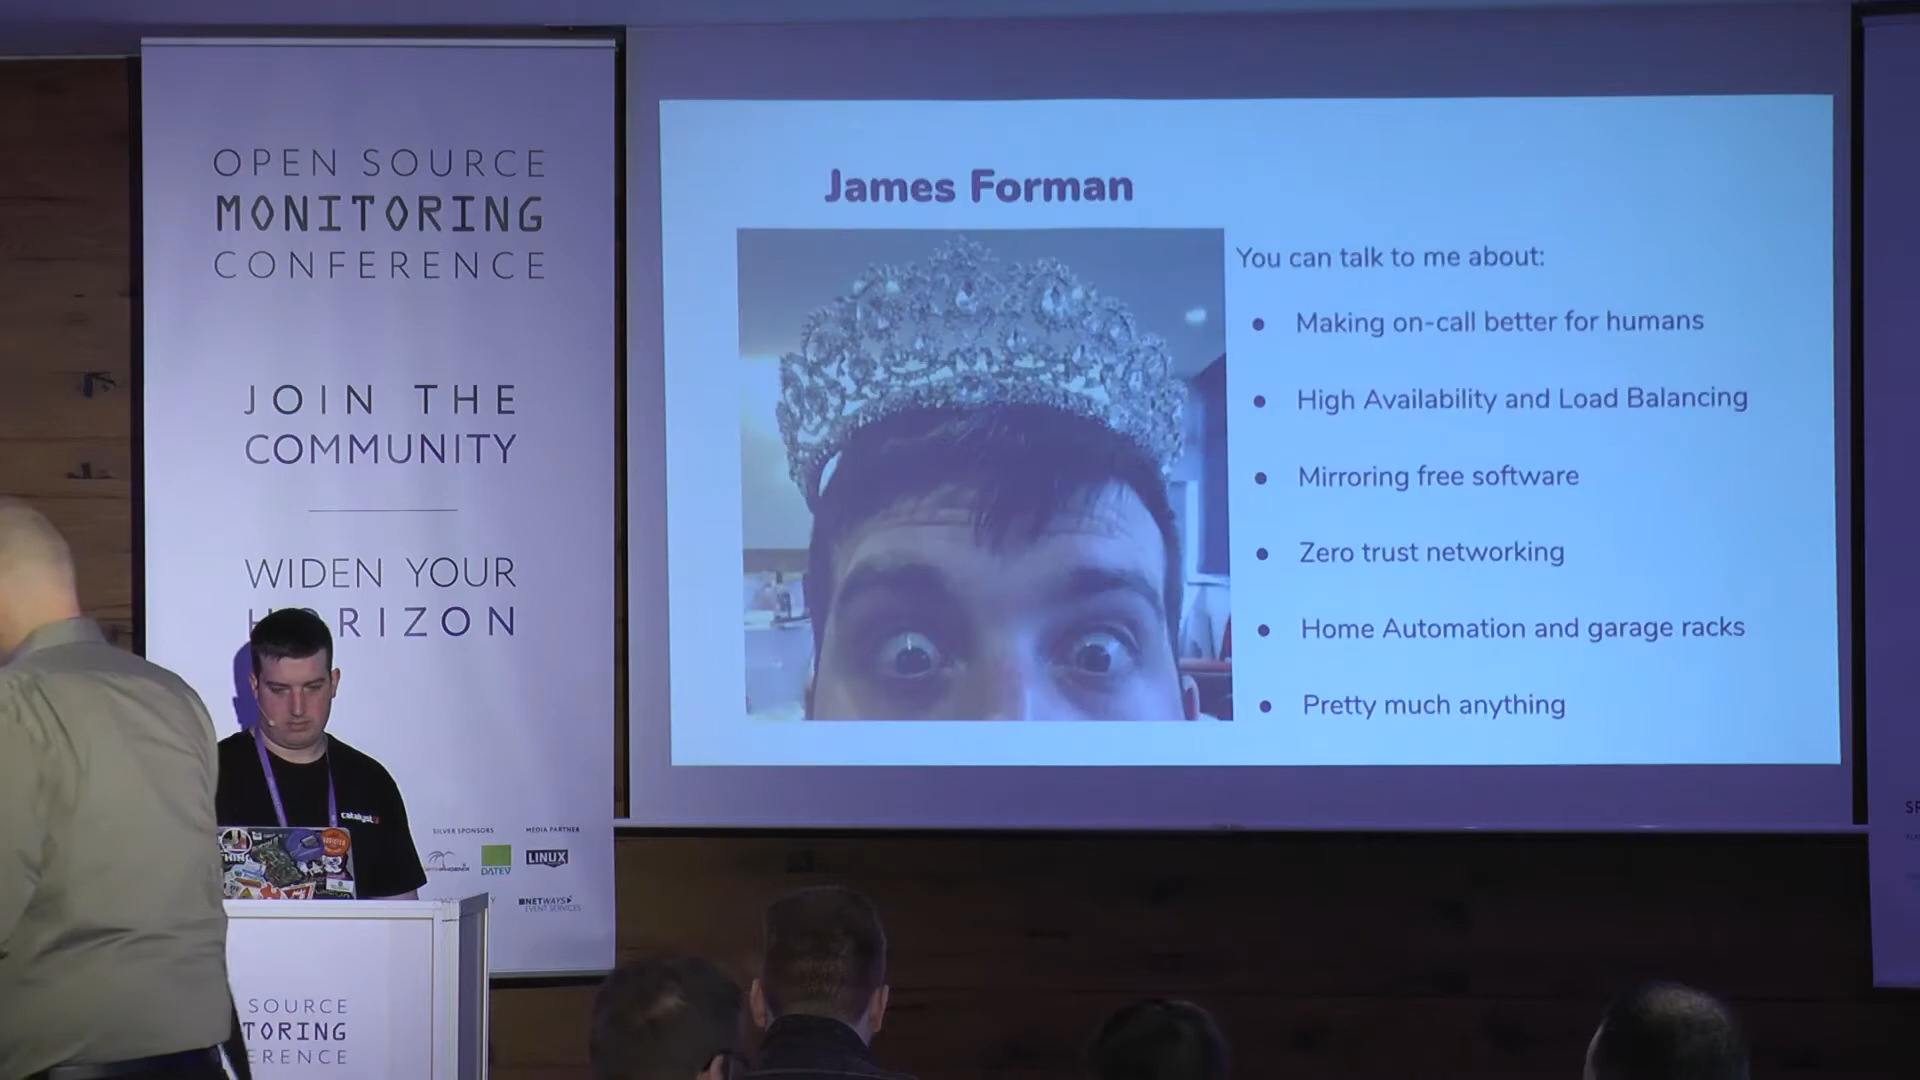 OPEN SOURCE
MONITORING
CONFERENCE
JOIN THE
COMMUNITY
WIDEN YOUR
HORIZON
SILVER SPONSORS
MEDIA PARTNER
DATEV
LINUX
NETWAYS
EVENT SERVICES
catalyst
SOURCE
TORING
ERENCE
James Forman
You can talk to me about:
● Making on-call better for humans
● High Availability and Load Balancing
● Mirroring free software
● Zero trust networking
● Home Automation and garage racks
● Pretty much anything